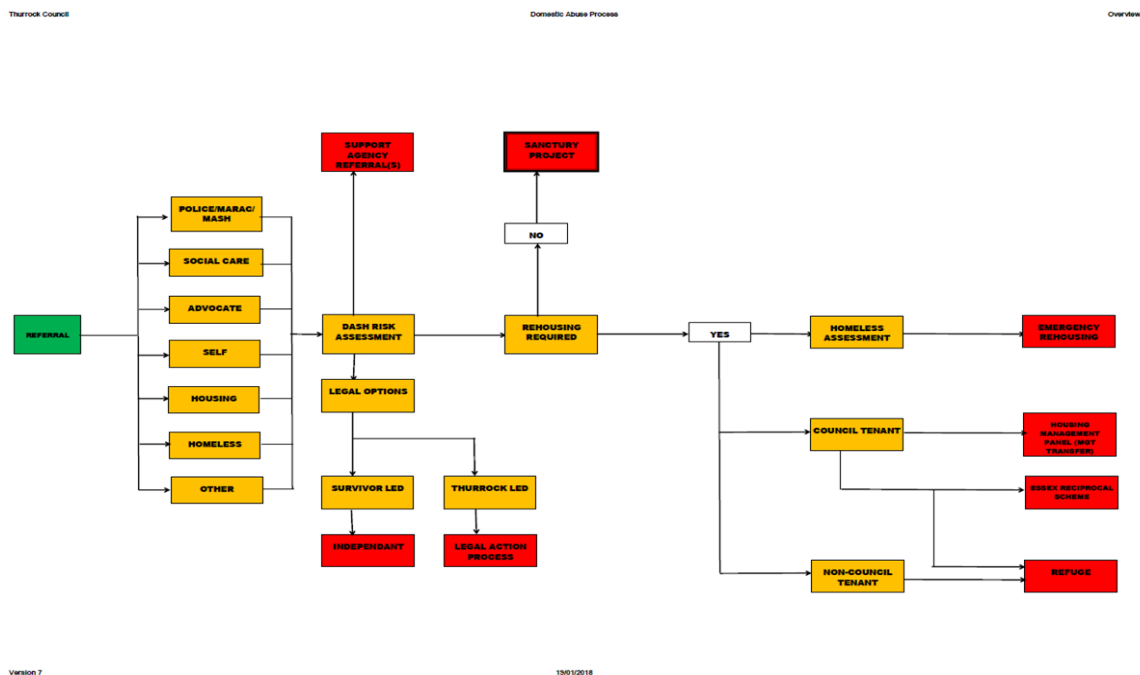 Thurrock Council
Domestic Abuse Process
Overview
SUPPORT
AGENCY
REFERRAL(S)
SANCTURY
PROJECT
POLICE/MARAC/
MASH
NO
SOCIAL CARE
ADVOCATE
REFERRAL
DASH RISK
ASSESSMENT
REHOUSING
REQUIRED
YES
HOMELESS
ASSESSMENT
EMERGENCY
REHOUSING
SELF
LEGAL OPTIONS
HOUSING
HOMELESS
COUNCIL TENANT
HOUSING
MANAGEMENT
PANEL (MGT
TRANSFER)
OTHER
SURVIVOR LED
THURROCK LED
ESSEX RECIPROCAL
SCHEME
INDEPENDANT
LEGAL ACTION
PROCESS
NON-COUNCIL
TENANT
REFUGE
Version 7
19/01/2018